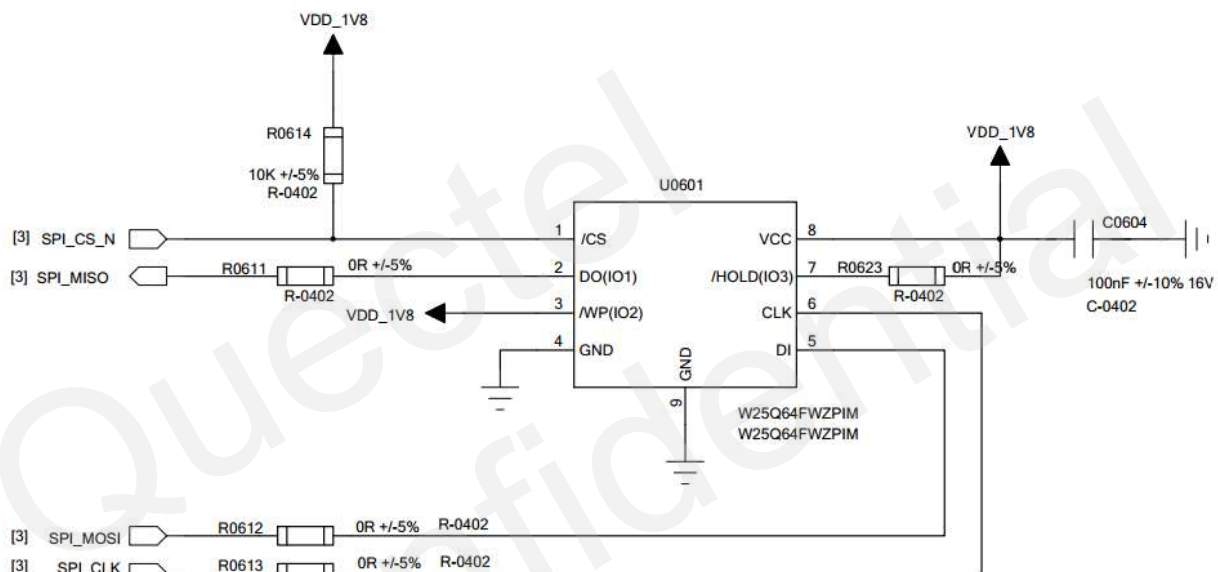 VDD_1V8
R0614
10K +/-5%
R-0402
VDD_1V8
U0601
C0604
100nF +/-10% 16V
C-0402
[3] SPI_CS_N
1 /CS
VCC 8
[3] SPI_MISO
R0611 0R +/-5%
R-0402
2 DO(IO1)
/HOLD(IO3) 7
R0623 0R +/-5%
R-0402
VDD_1V8
3 /WP(IO2)
CLK 6
4 GND
DI 5
GND
9
W25Q64FWZPIM
W25Q64FWZPIM
[3] SPI_MOSI R0612 0R +/-5% R-0402
[3] SPI_CLK R0613 0R +/-5% R-0402
Quectel
Confidential